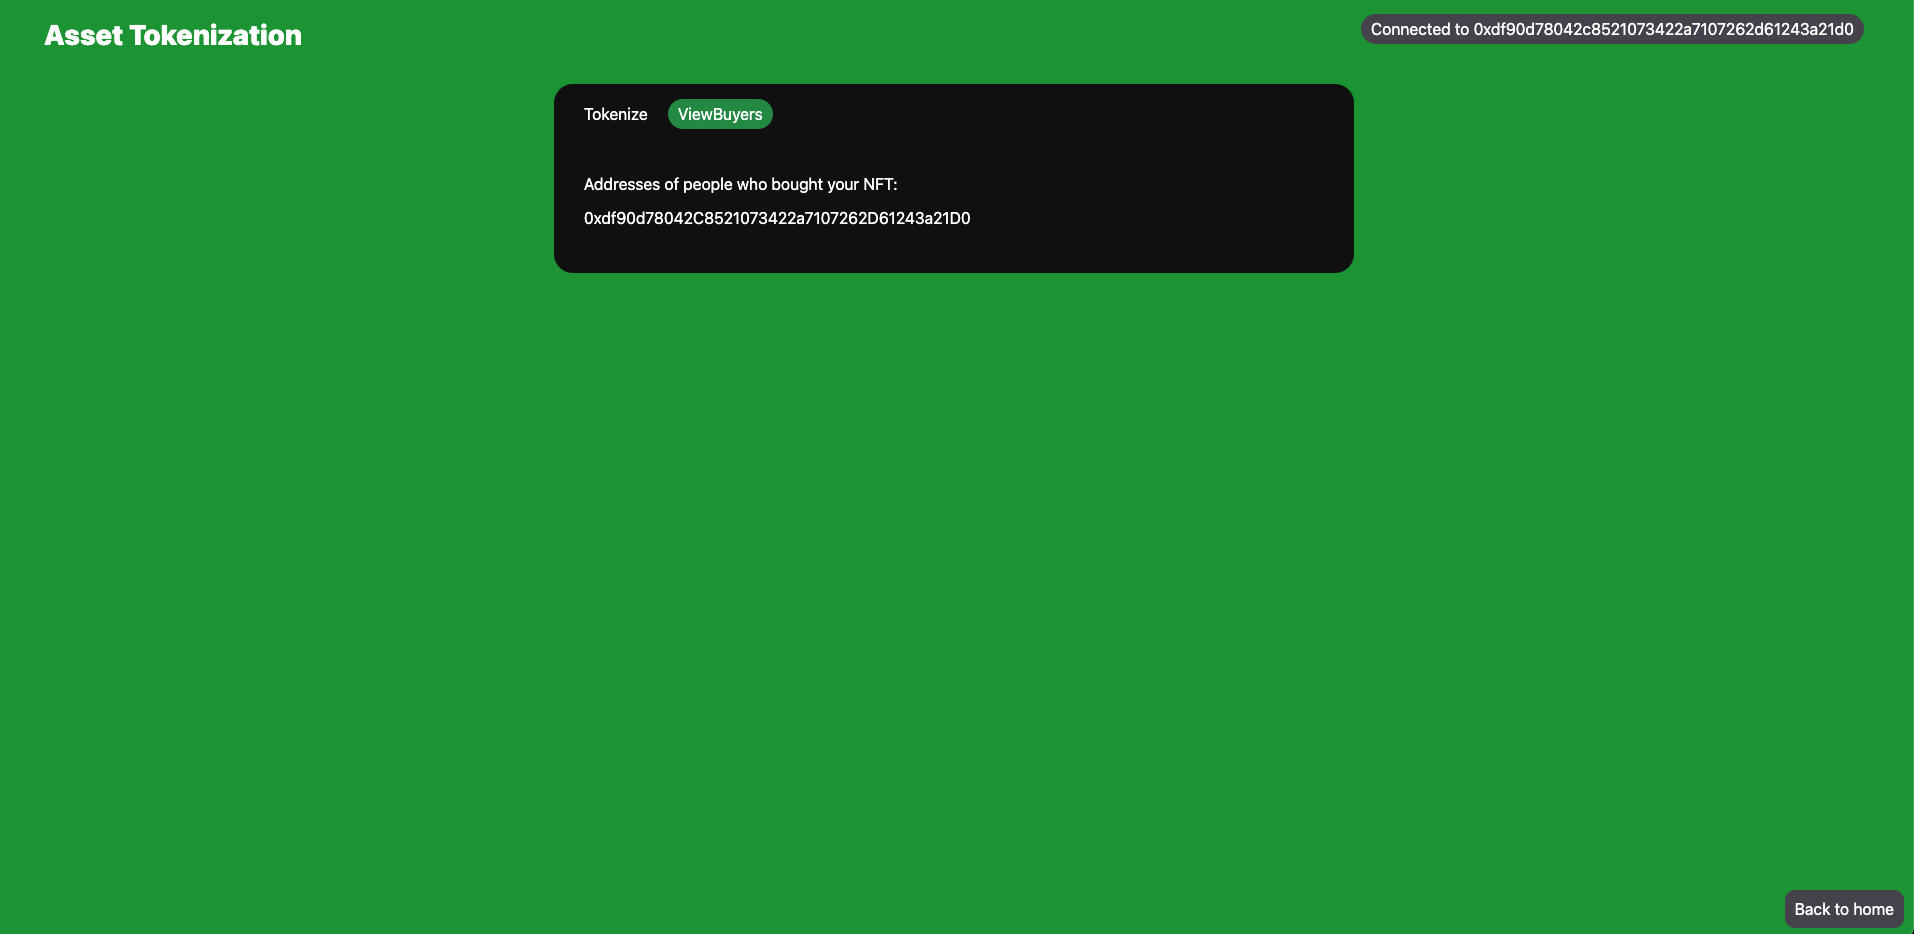 Asset Tokenization
Connected to 0xdf90d78042c8521073422a7107262d61243a21d0
Tokenize
ViewBuyers
Addresses of people who bought your NFT:
0xdf90d78042C8521073422a7107262D61243a21D0
Back to home